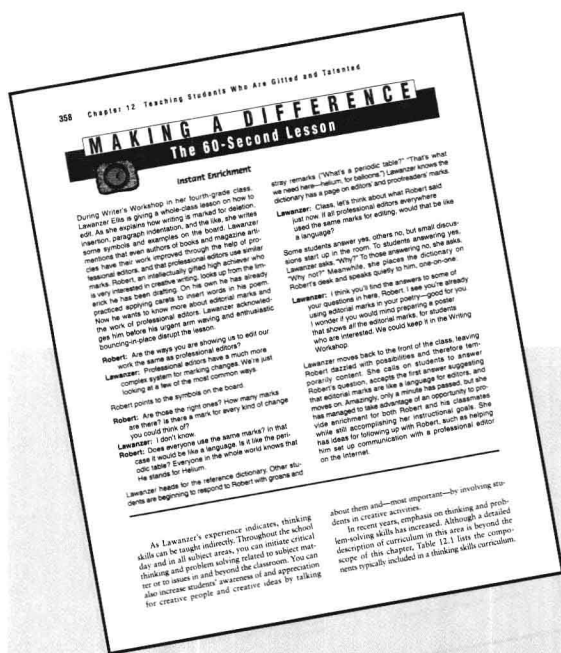 358 Chapter 12 Teaching Students Who Are Gifted and Talented
MAKING A DIFFERENCE
The 60-Second Lesson
Instant Enrichment
During Writer's Workshop in her fourth-grade class,
Lawanzer Ellis is giving a whole-class lesson on how to
edit. As she explains how writing is marked for deletion,
insertion, paragraph indentation, and the like, she writes
some symbols and examples on the board. Lawanzer
mentions that even authors of books and magazine arti-
cles have their work improved through the help of pro-
fessional editors, and that professional editors use similar
marks. Robert, an intellectually gifted high achiever who
is very interested in creative writing, looks up from the lim-
erick he has been drafting. On his own he has already
practiced applying carets to insert words in his poem.
Now he wants to know more about editorial marks and
the work of professional editors. Lawanzer acknowled-
ges him before his urgent arm waving and enthusiastic
bouncing-in-place disrupt the lesson.
Robert: Are the ways you are showing us to edit our
work the same as professional editors?
Lawanzer: Professional editors have a much more
complex system for marking changes. We're just
looking at a few of the most common ways.
Robert points to the symbols on the board.
Robert: Are those the right ones? How many marks
are there? Is there a mark for every kind of change
you could think of?
Lawanzer: I don't know.
Robert: Does everyone use the same marks? In that
case it would be like a language. Is it like the peri-
odic table? Everyone in the whole world knows that
He stands for Helium.
Lawanzer heads for the reference dictionary. Other stu-
dents are beginning to respond to Robert with groans and
stray remarks ("What's a periodic table?" "That's what
we need here—helium, for balloons.") Lawanzer knows the
dictionary has a page on editors' and proofreaders' marks.
Lawanzer: Class, let's think about what Robert said
just now. If all professional editors everywhere
used the same marks for editing, would that be like
a language?
Some students answer yes, others no, but small discus-
sions start up in the room. To students answering yes,
Lawanzer asks, "Why?" To those answering no, she asks,
"Why not?" Meanwhile, she places the dictionary on
Robert's desk and speaks quietly to him, one-on-one.
Lawanzer: I think you'll find the answers to some of
your questions in here, Robert. I see you're already
using editorial marks in your poetry—good for you.
I wonder if you would mind preparing a poster
that shows all the editorial marks, for students
who are interested. We could keep it in the Writing
Workshop.
Lawanzer moves back to the front of the class, leaving
Robert dazzled with possibilities and therefore tem-
porarily content. She calls on students to answer
Robert's question, accepts the first answer suggesting
that editorial marks are like a language for editors, and
moves on. Amazingly, only a minute has passed, but she
has managed to take advantage of an opportunity to pro-
vide enrichment for both Robert and his classmates
while still accomplishing her instructional goals. She
has ideas for following up with Robert, such as helping
him set up communication with a professional editor
on the Internet.
As Lawanzer's experience indicates, thinking
skills can be taught indirectly. Throughout the school
day and in all subject areas, you can initiate critical
thinking and problem solving related to subject mat-
ter or to issues in and beyond the classroom. You can
also increase students' awareness of and appreciation
for creative people and creative ideas by talking
about them and—most important—by involving stu-
dents in creative activities.
In recent years, emphasis on thinking and prob-
lem-solving skills has increased. Although a detailed
description of curriculum in this area is beyond the
scope of this chapter, Table 12.1 lists the compo-
nents typically included in a thinking skills curriculum.